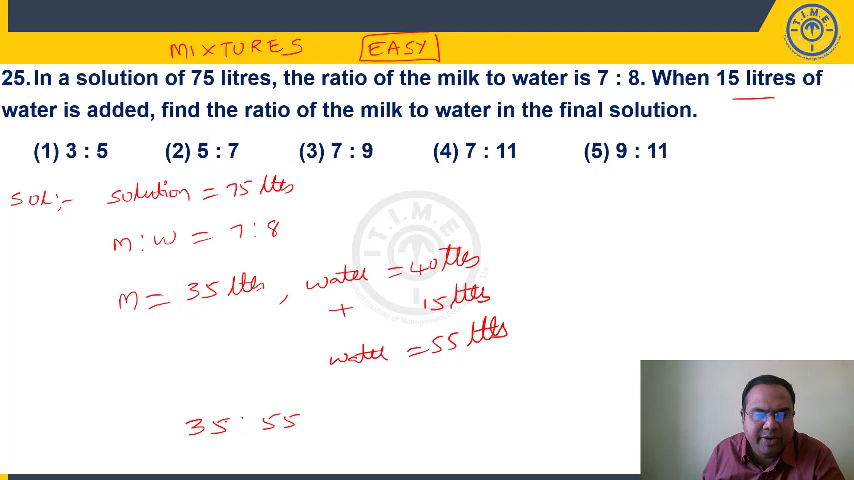 T.I.M.E.
MIXTURES EASY
25. In a solution of 75 litres, the ratio of the milk to water is 7 : 8. When 15 litres of
water is added, find the ratio of the milk to water in the final solution.
(1) 3 : 5 (2) 5 : 7 (3) 7 : 9 (4) 7 : 11 (5) 9 : 11
SOL:- solution = 75 ltts
m : w = 7 : 8
T.I.M.E.
m = 35 ltts, water = 40 ltts
+ 15 ltts
water = 55 ltts
35 : 55